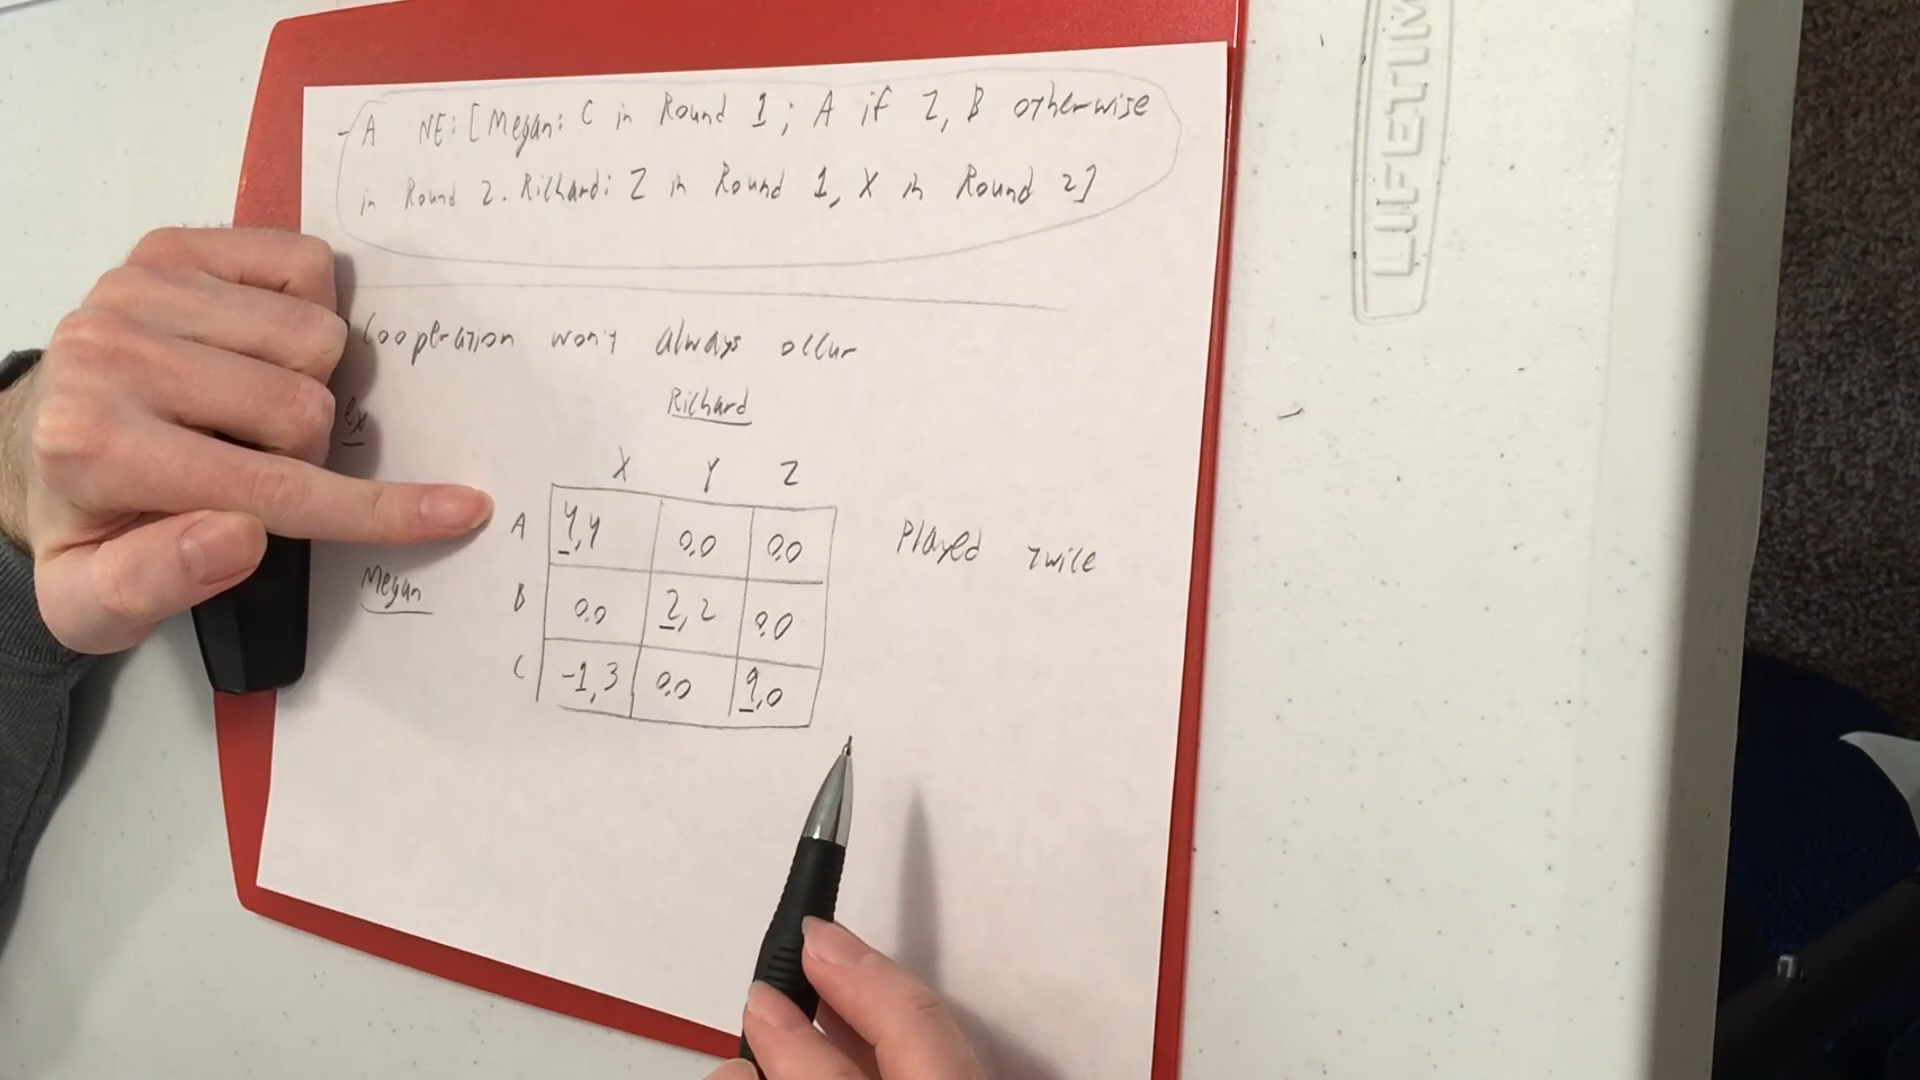 - A NE: [Megan: C in Round 1; A if Z, B otherwise
in Round 2. Richard: Z in Round 1, X in Round 2]
Cooperation won't always occur
ex
Richard
X Y Z
A 4,4 0,0 0,0
Played twice
Megan
B 0,0 2,2 0,0
C -1,3 0,0 9,0
LIFETIM